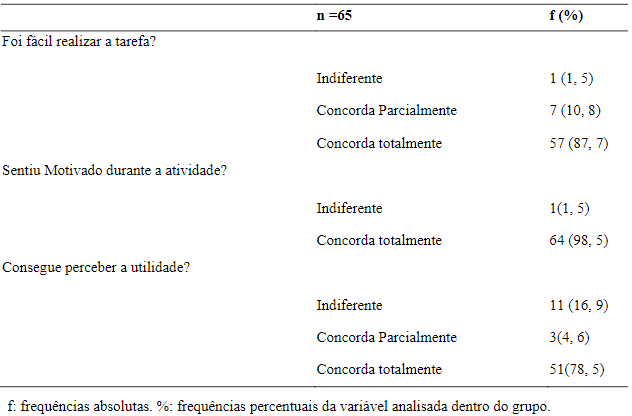 n =65 f (%)
Foi fácil realizar a tarefa?
Indiferente 1 (1, 5)
Concorda Parcialmente 7 (10, 8)
Concorda totalmente 57 (87, 7)
Sentiu Motivado durante a atividade?
Indiferente 1(1, 5)
Concorda totalmente 64 (98, 5)
Consegue perceber a utilidade?
Indiferente 11 (16, 9)
Concorda Parcialmente 3(4, 6)
Concorda totalmente 51(78, 5)
f: frequências absolutas. %: frequências percentuais da variável analisada dentro do grupo.